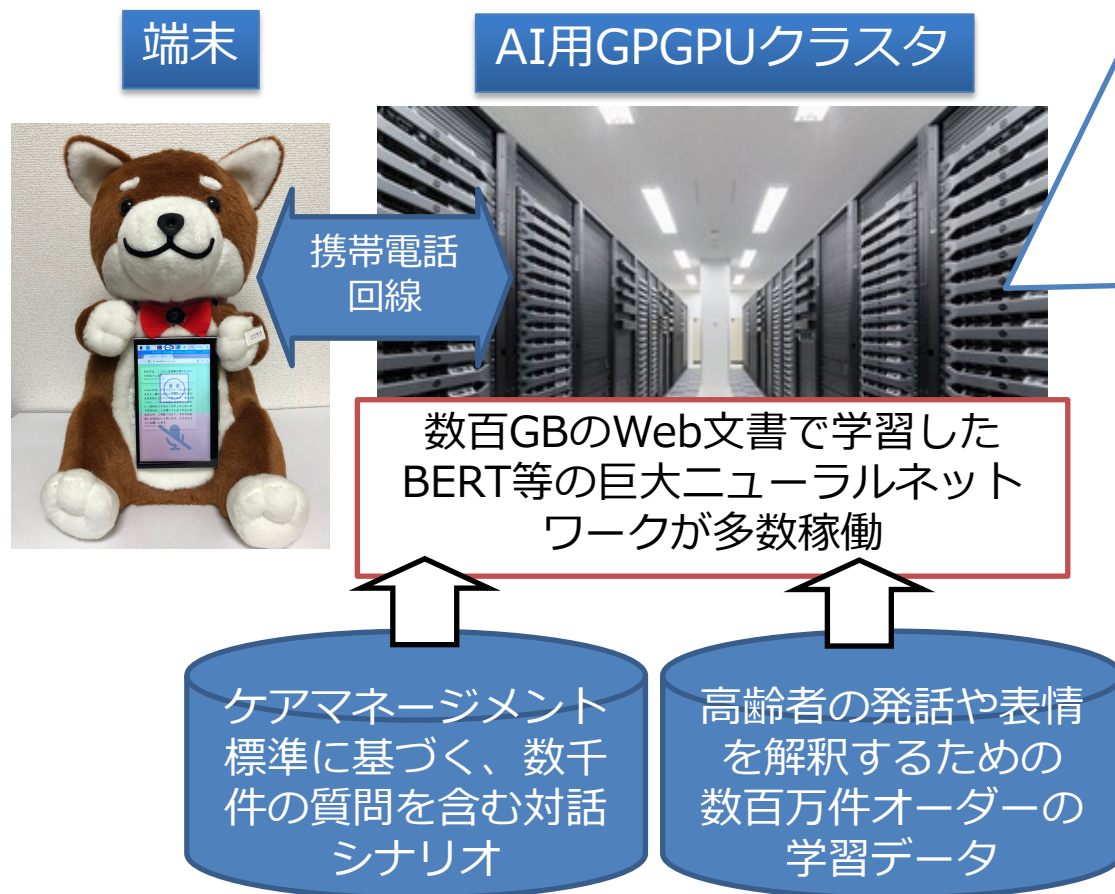 端末
AI用GPGPUクラスタ
携帯電話
回線
数百GBのWeb文書で学習した
BERT等の巨大ニューラルネット
ワークが多数稼働
ケアマネージメント
標準に基づく、数千
件の質問を含む対話
シナリオ
高齢者の発話や表情
を解釈するための
数百万件オーダーの
学習データ